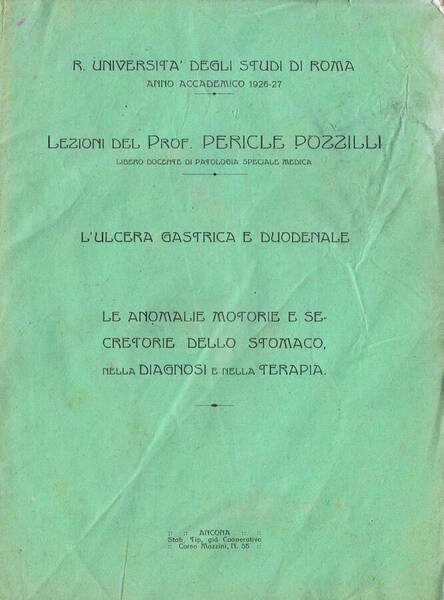 R. UNIVERSITA' DEGLI STUDI DI ROMA
ANNO ACCADEMICO 1926-27
LEZIONI DEL PROF. PERICLE POZZILLI
LIBERO DOCENTE DI PATOLOGIA SPECIALE MEDICA
L'ULCERA GASTRICA E DUODENALE
LE ANOMALIE MOTORIE E SE-
CRETORIE DELLO STOMACO,
NELLA DIAGNOSI E NELLA TERAPIA.
:: :: ANCONA :: ::
:: Stab. Tip. già Cooperativo ::
:: Corso Mazzini, N. 55 ::